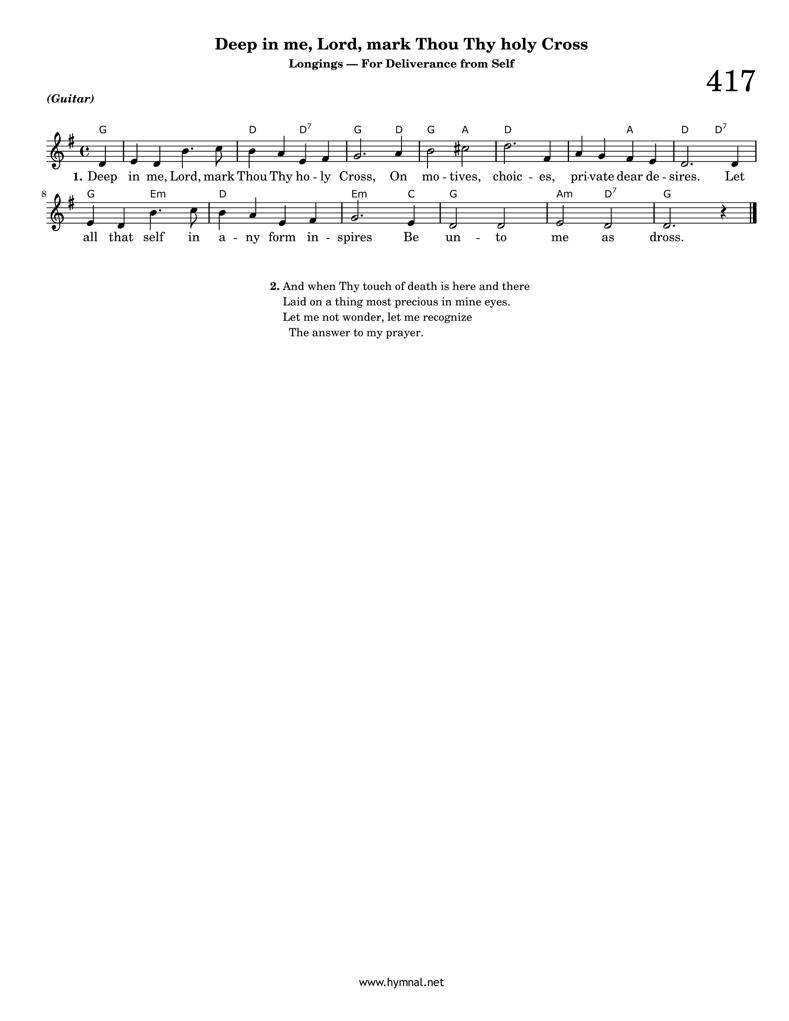 Deep in me, Lord, mark Thou Thy holy Cross
Longings — For Deliverance from Self
417
(Guitar)
G D D7 G D G A D A D D7
1. Deep in me, Lord, mark Thou Thy ho - ly Cross, On mo - tives, choic - es, pri-vate dear de - sires. Let
8 G Em D Em C G Am D7 G
all that self in a - ny form in - spires Be un - to me as dross.
2. And when Thy touch of death is here and there
Laid on a thing most precious in mine eyes.
Let me not wonder, let me recognize
The answer to my prayer.
www.hymnal.net